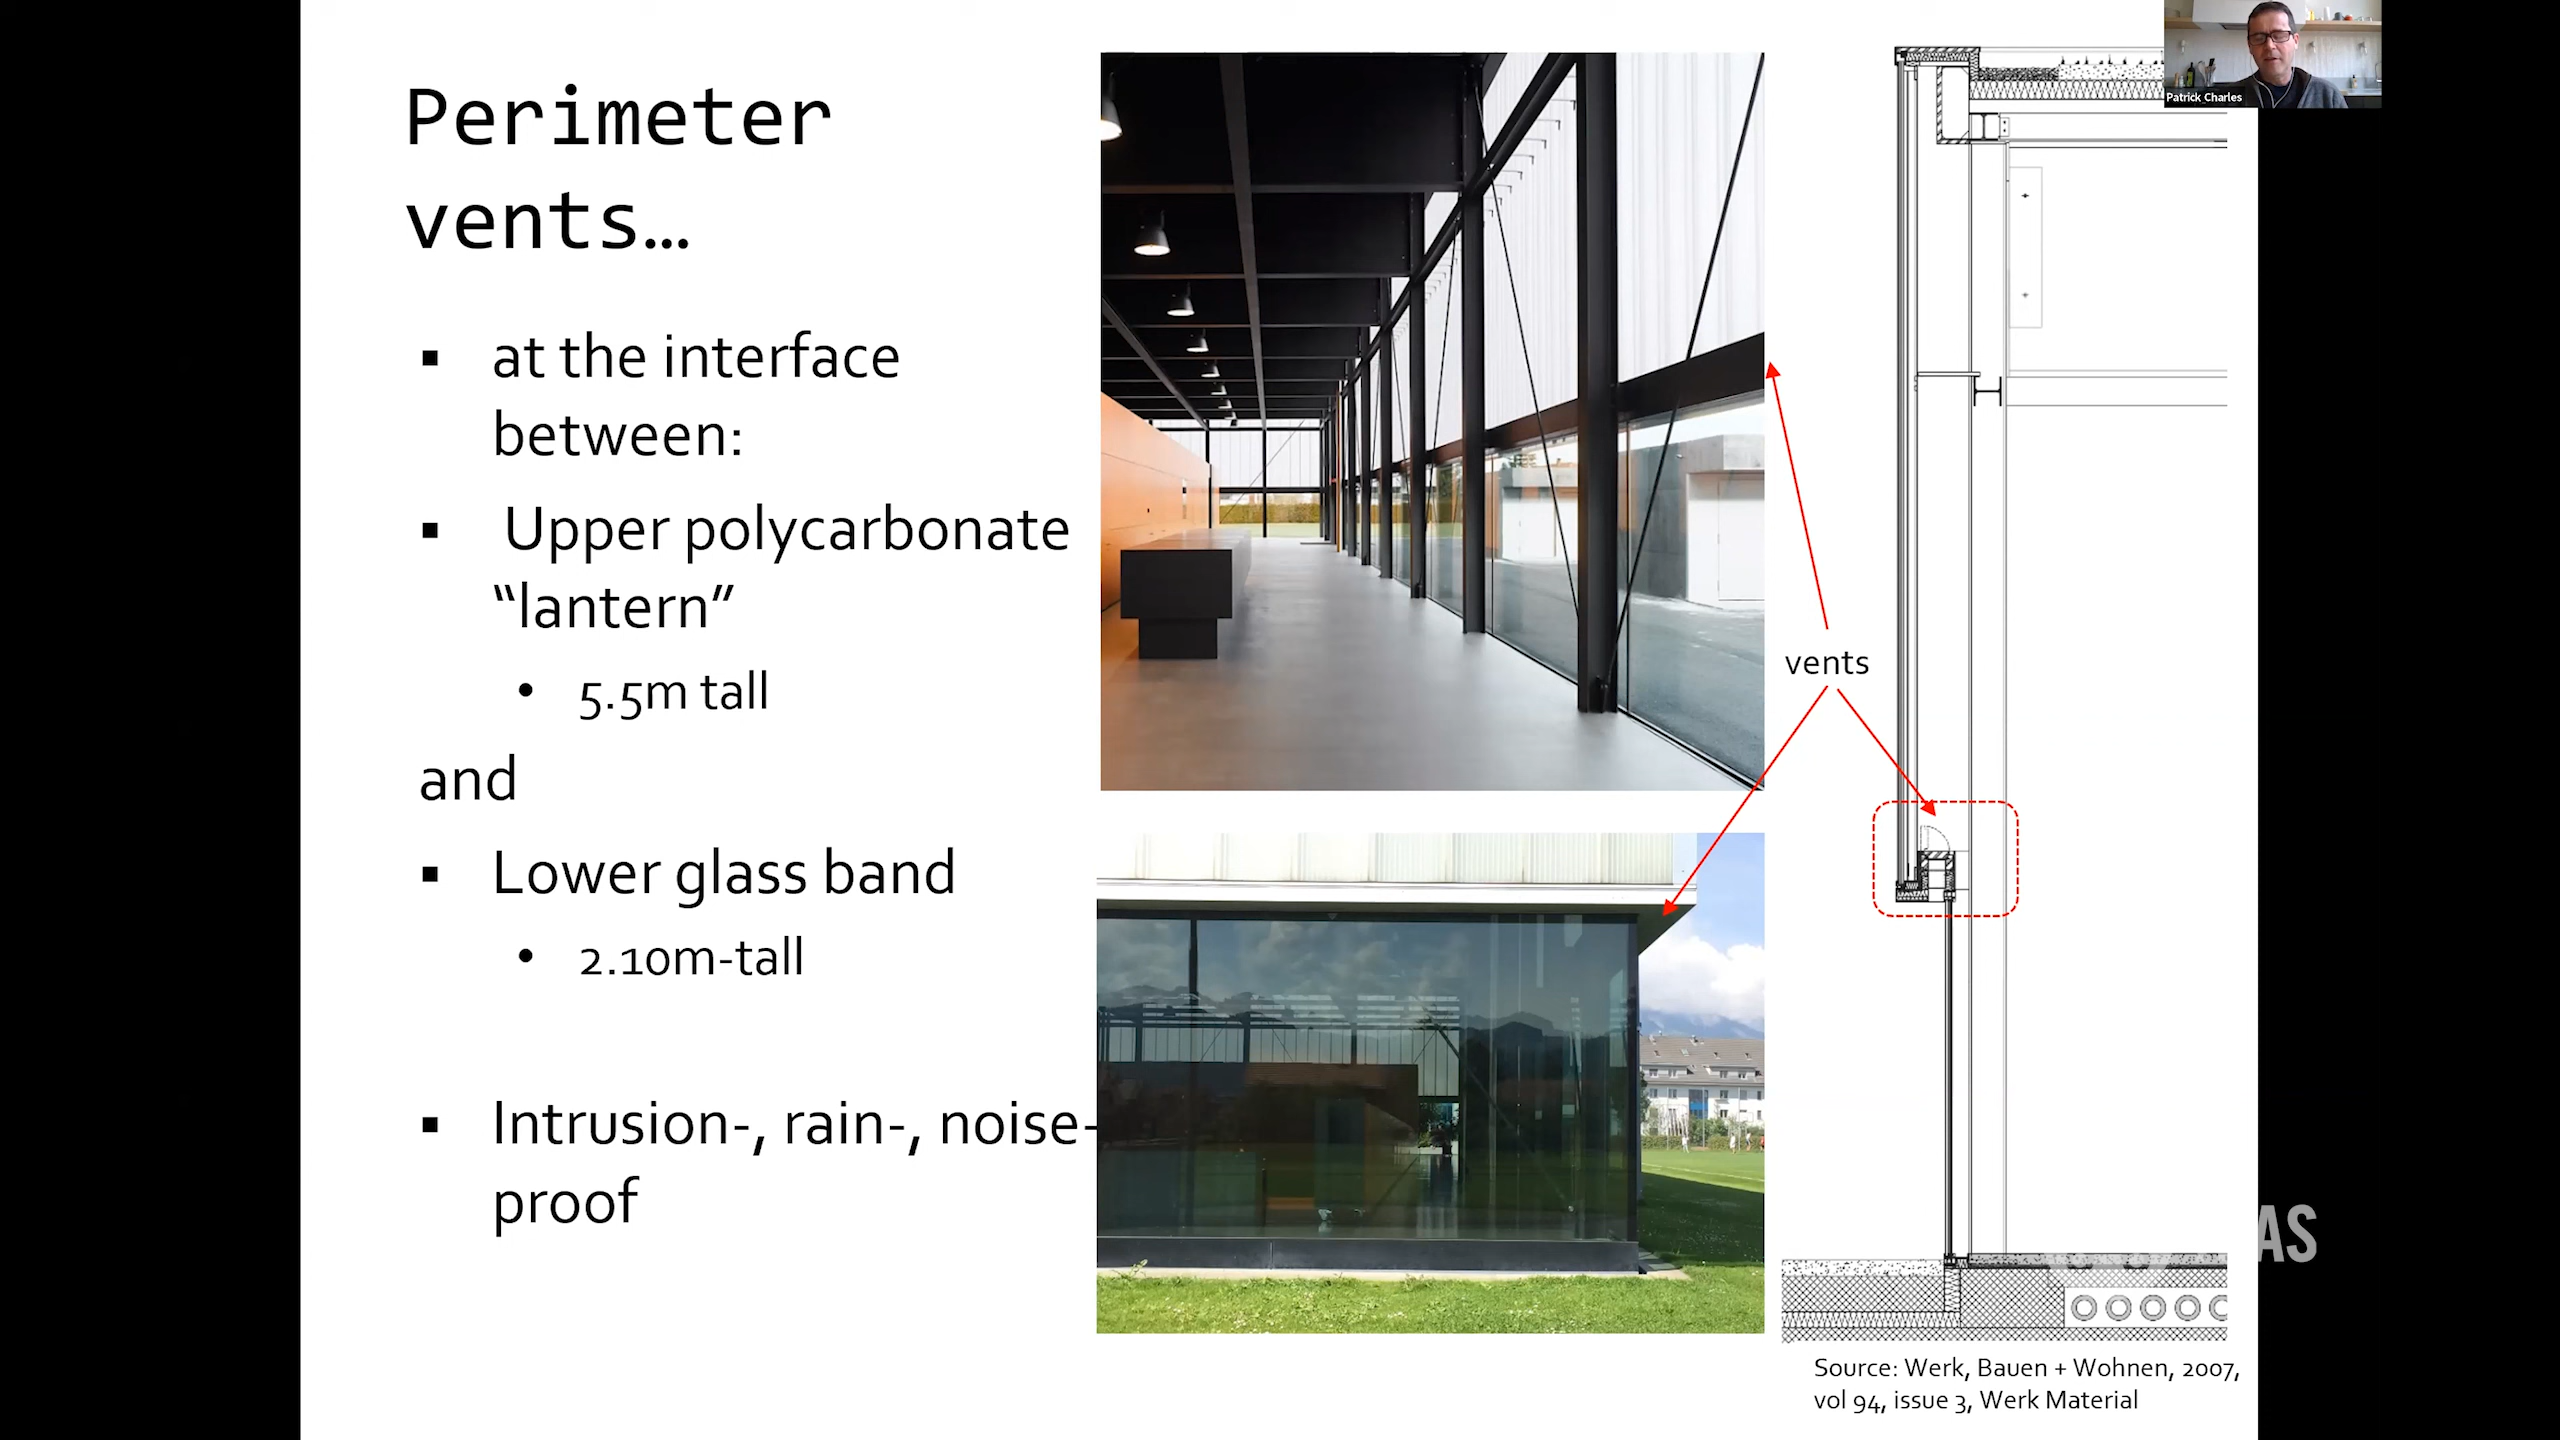 Perimeter
vents…
▪ at the interface
between:
▪ Upper polycarbonate
“lantern”
• 5.5m tall
and
▪ Lower glass band
• 2.10m-tall
▪ Intrusion-, rain-, noise-
proof
vents
Source: Werk, Bauen + Wohnen, 2007,
vol 94, issue 3, Werk Material
Patrick Charles
AS